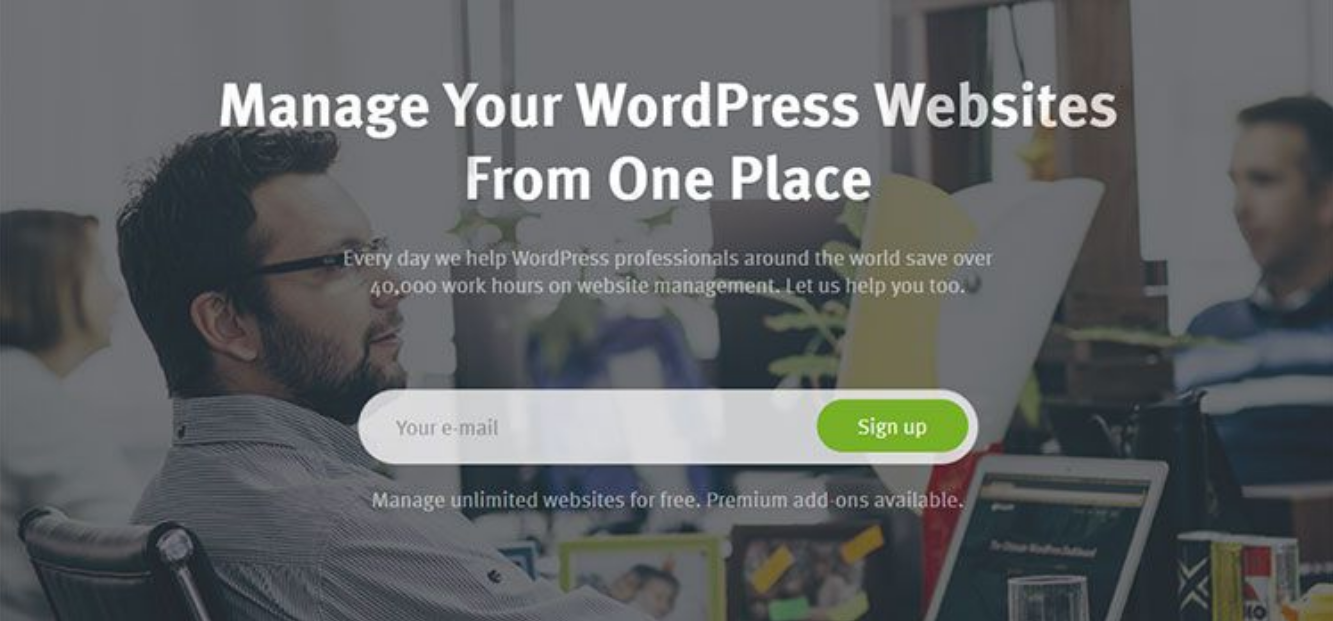 Manage Your WordPress Websites
From One Place
Every day we help WordPress professionals around the world save over
40,000 work hours on website management. Let us help you too.
Your e-mail
Sign up
Manage unlimited websites for free. Premium add-ons available.